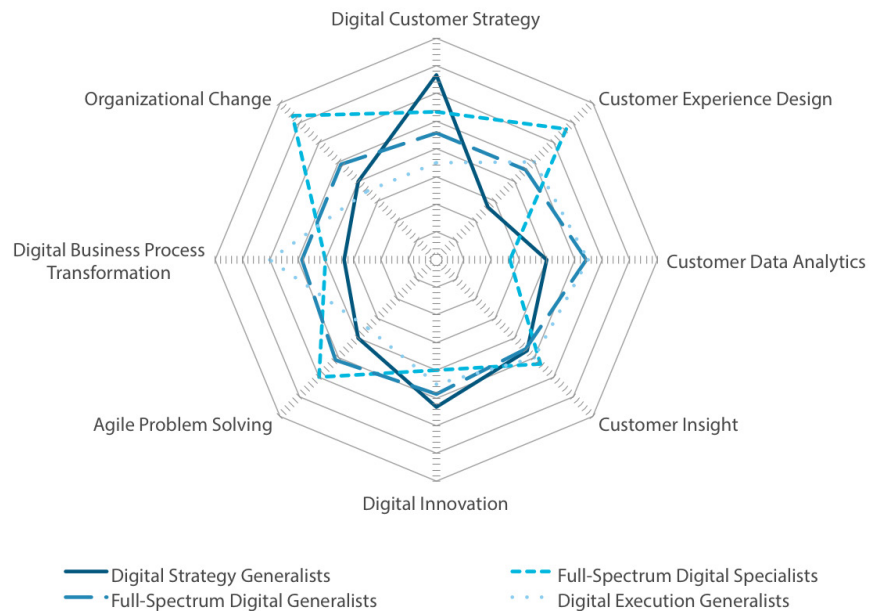 Digital Customer Strategy
Organizational Change
Customer Experience Design
Digital Business Process
Transformation
Customer Data Analytics
Agile Problem Solving
Customer Insight
Digital Innovation
Digital Strategy Generalists
Full-Spectrum Digital Specialists
Full-Spectrum Digital Generalists
Digital Execution Generalists